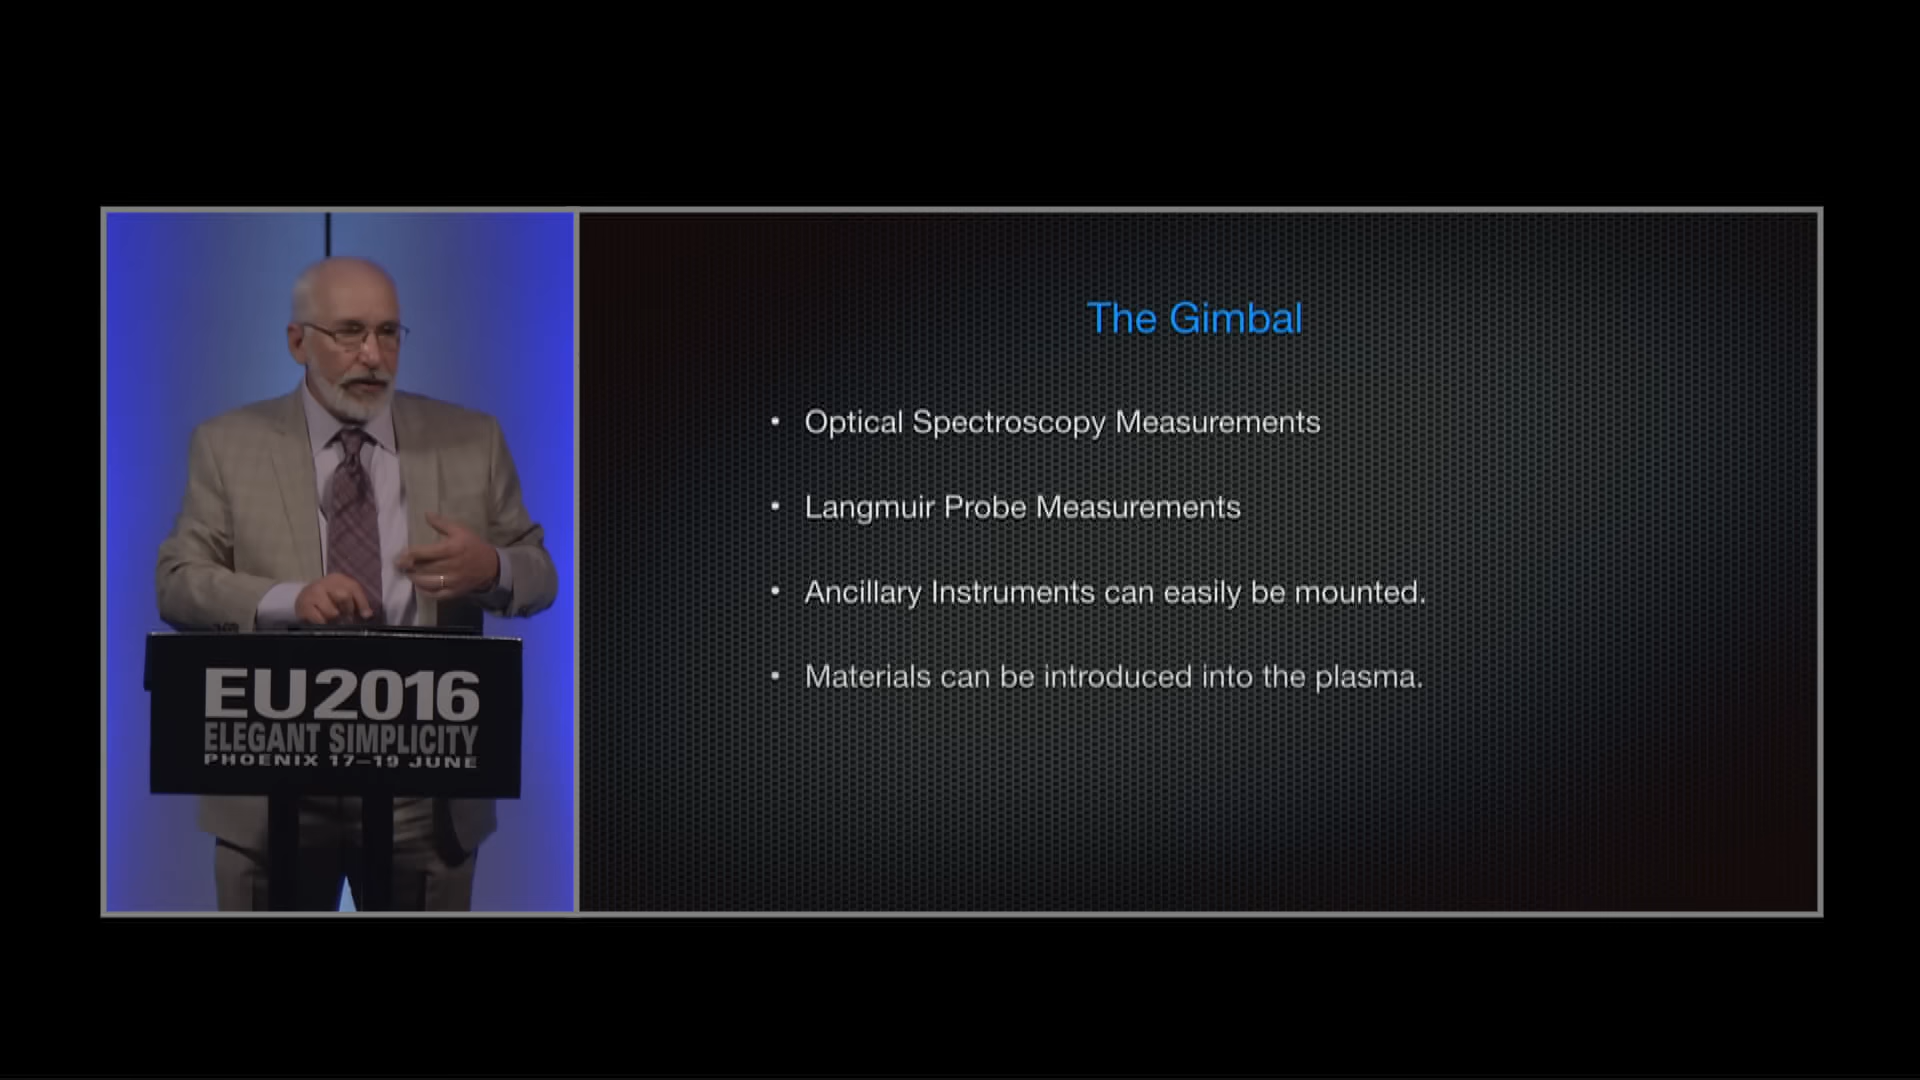 The Gimbal
• Optical Spectroscopy Measurements
• Langmuir Probe Measurements
• Ancillary Instruments can easily be mounted.
• Materials can be introduced into the plasma.
EU2016
ELEGANT SIMPLICITY
PHOENIX 17–19 JUNE